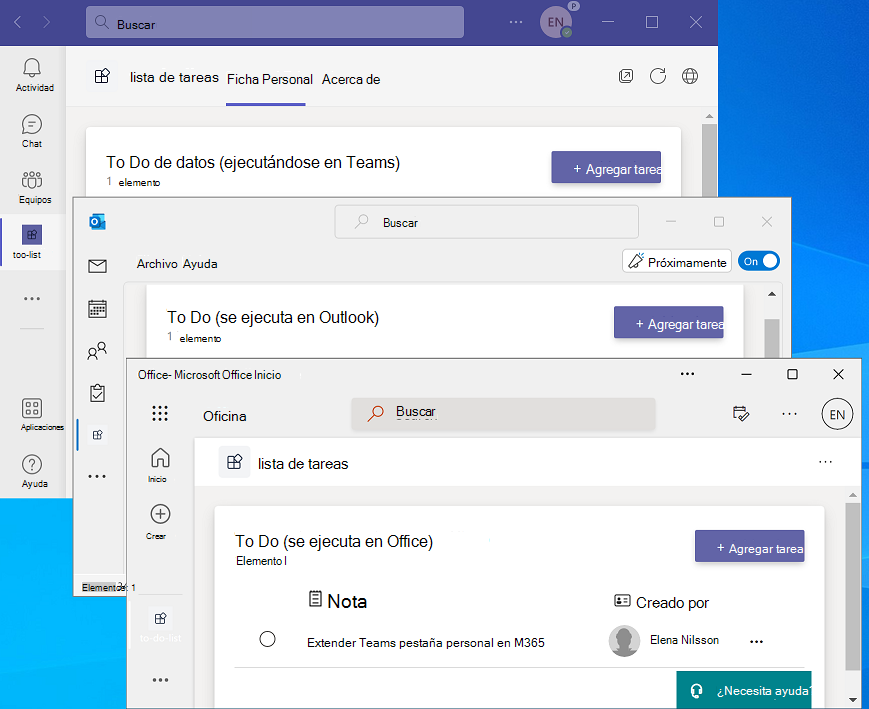 Buscar
EN
P
Actividad
Chat
Equipos
too-list
Aplicaciones
Ayuda
lista de tareas Ficha Personal Acerca de
To Do de datos (ejecutándose en Teams)
1 elemento
+ Agregar tarea
Buscar
Archivo Ayuda
Próximamente
On
To Do (se ejecuta en Outlook)
1 elemento
+ Agregar tarea
Elementos: 1
Office- Microsoft Office Inicio
Oficina
Buscar
EN
Inicio
Crear
to-do-list
lista de tareas
To Do (se ejecuta en Office)
Elemento l
+ Agregar tarea
Nota
Creado por
Extender Teams pestaña personal en M365
Elena Nilsson
¿Necesita ayuda?